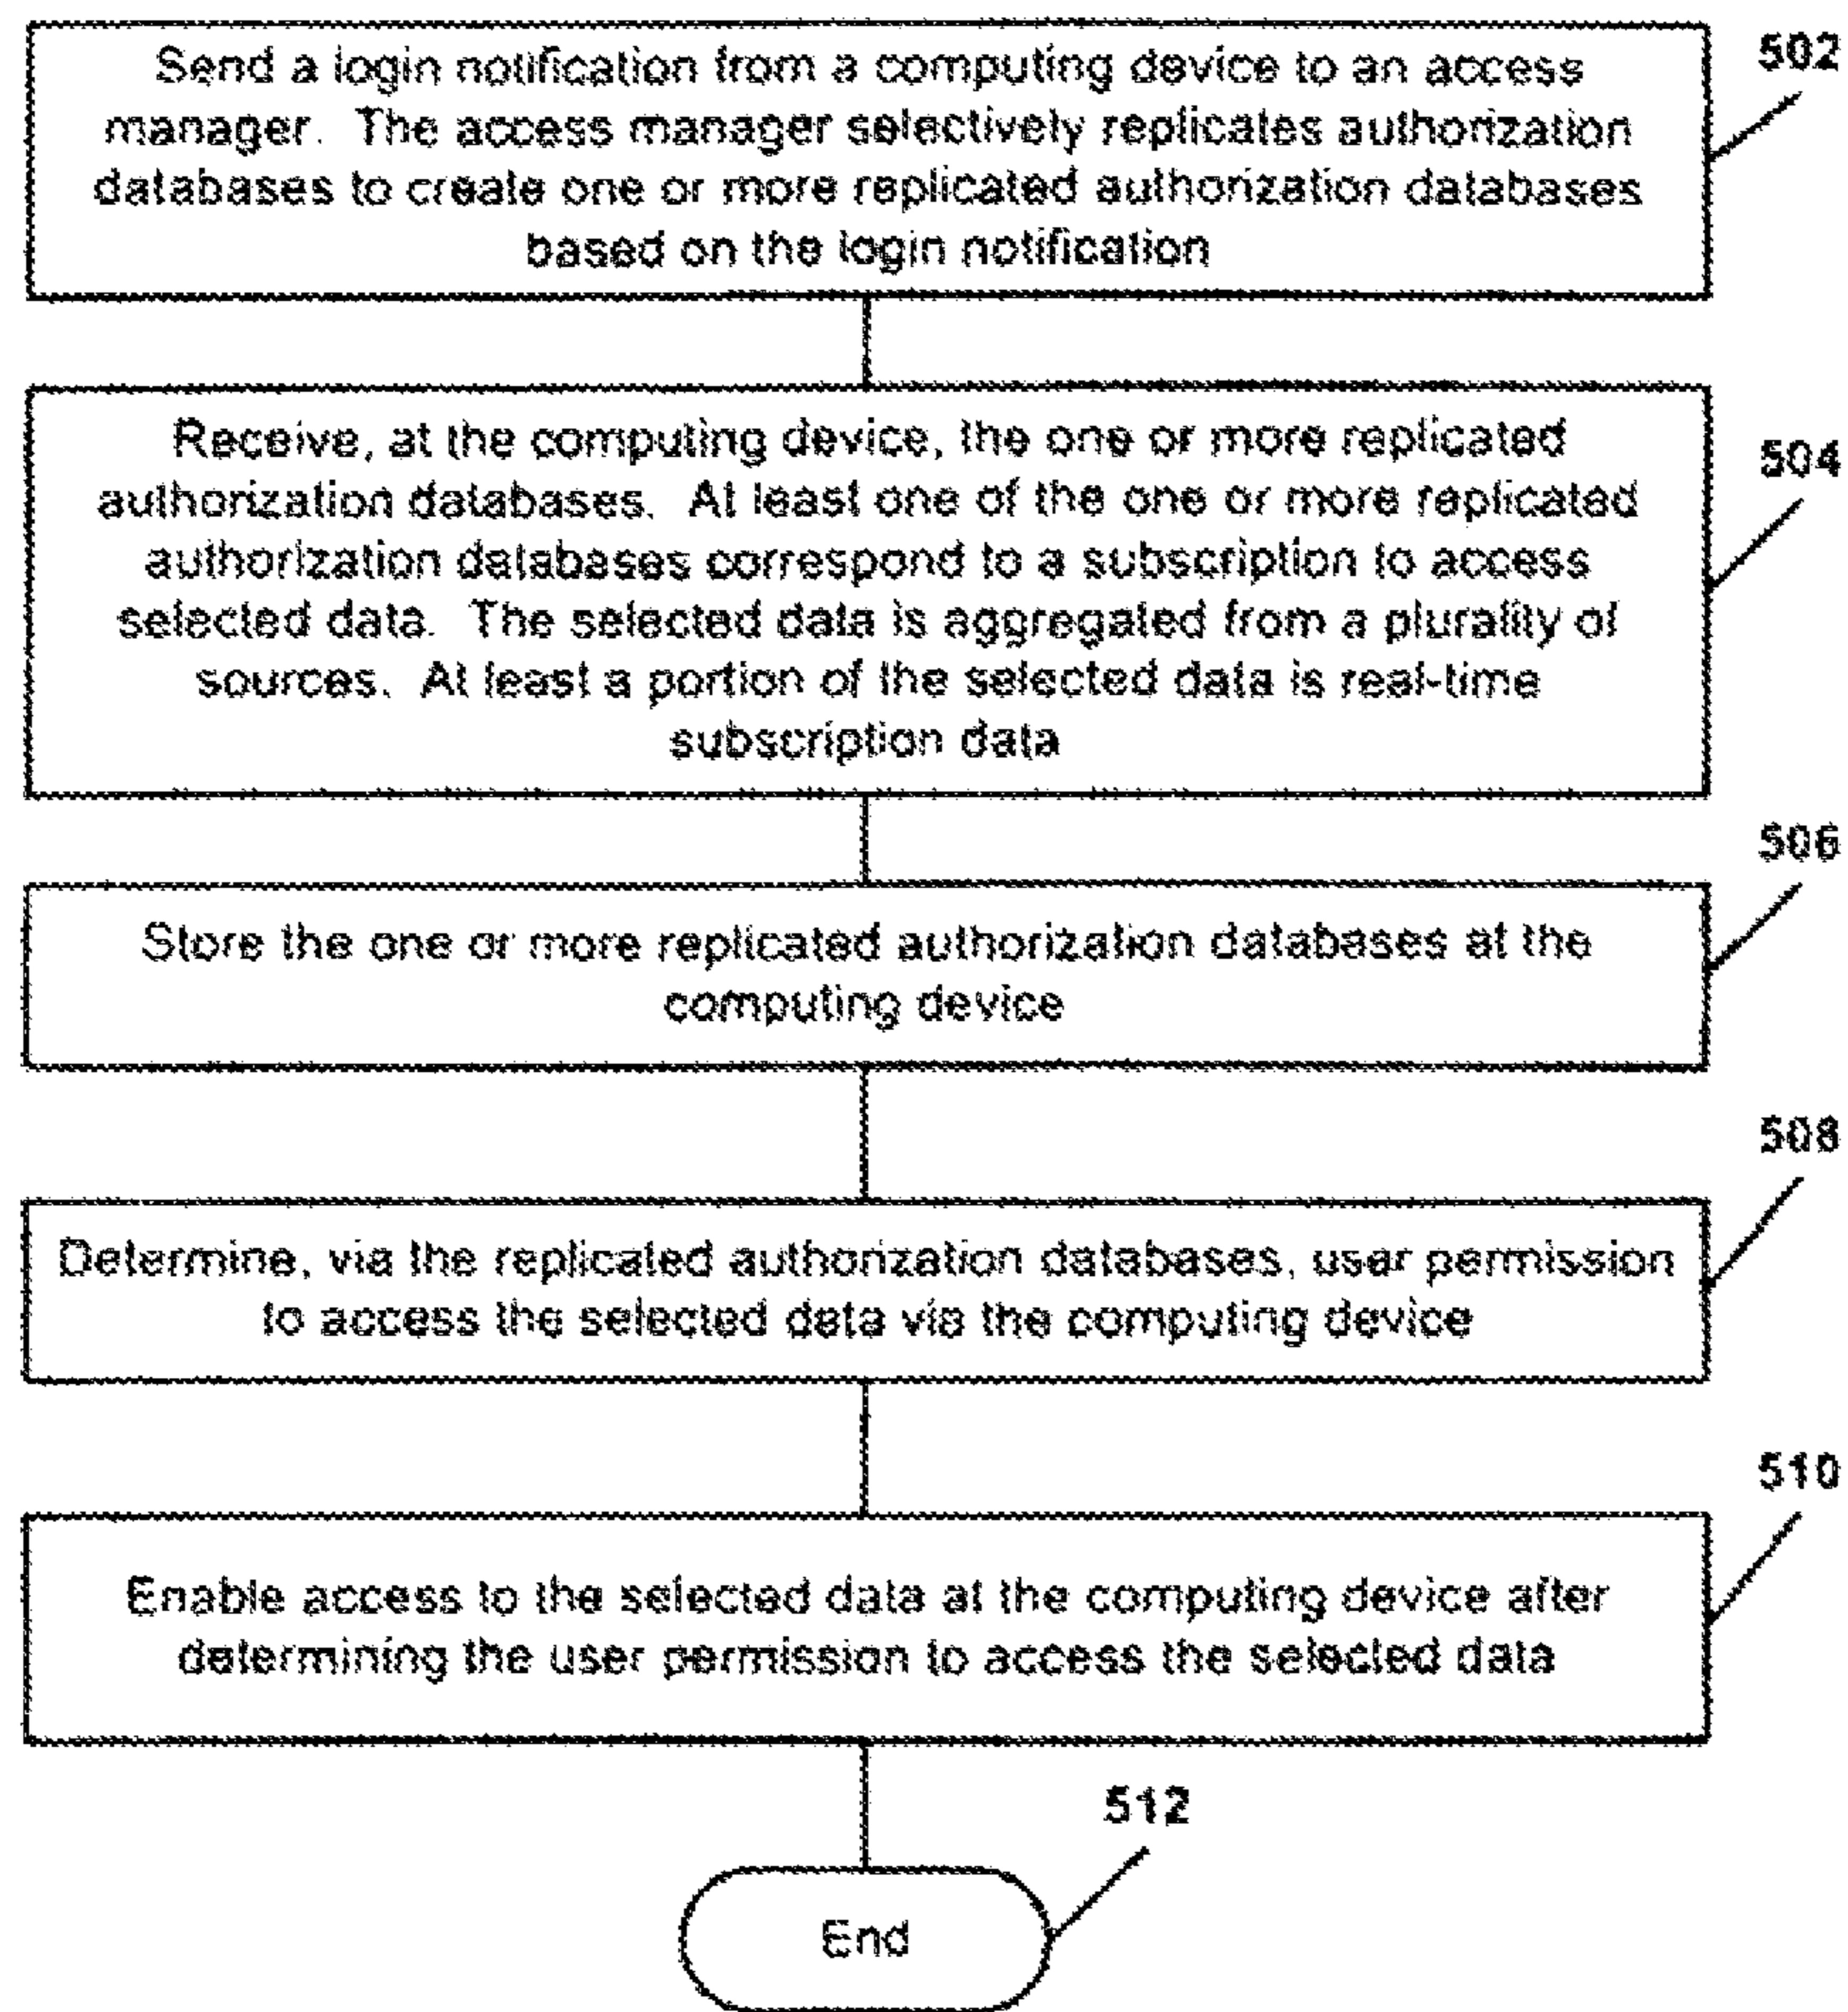 502
Send a login notification from a computing device to an access
manager. The access manager selectively replicates authorization
databases to create one or more replicated authorization databases
based on the login notification
504
Receive, at the computing device, the one or more replicated
authorization databases. At least one of the one or more replicated
authorization databases correspond to a subscription to access
selected data. The selected data is aggregated from a plurality of
sources. At least a portion of the selected data is real-time
subscription data
506
Store the one or more replicated authorization databases at the
computing device
508
Determine, via the replicated authorization databases, user permission
to access the selected data via the computing device
510
Enable access to the selected data at the computing device after
determining the user permission to access the selected data
512
End